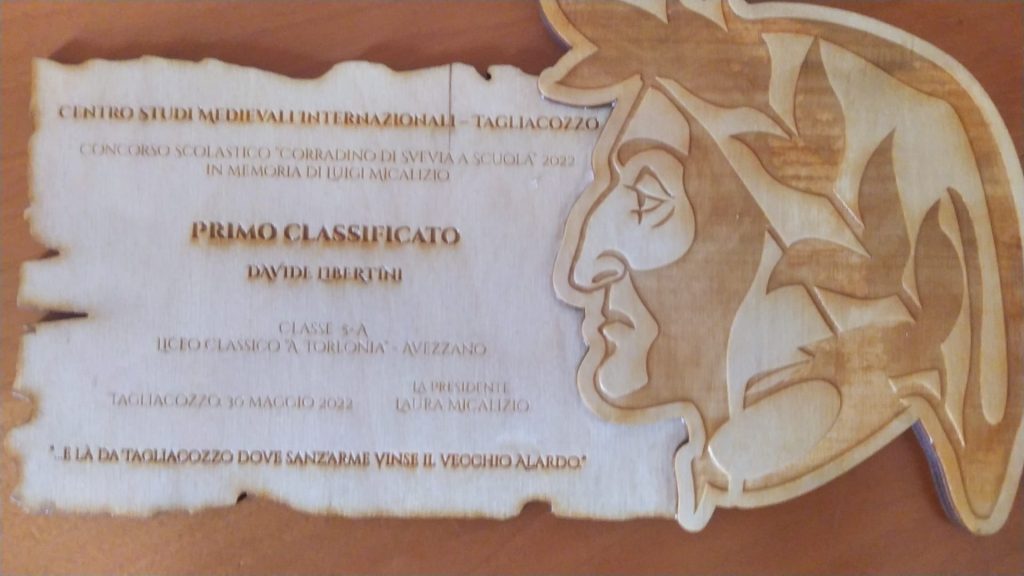 CENTRO STUDI MEDIEVALI INTERNAZIONALI – TAGLIACOZZO
CONCORSO SCOLASTICO "CORRADINO DI SVEVIA A SCUOLA" 2022
IN MEMORIA DI LUIGI MICALIZIO
PRIMO CLASSIFICATO
DAVIDE LIBERTINI
CLASSE 5^A
LICEO CLASSICO "A. TORLONIA" - AVEZZANO
TAGLIACOZZO, 30 MAGGIO 2022
LA PRESIDENTE
LAURA MICALIZIO
"...E LÀ DA TAGLIACOZZO DOVE SANZ'ARME VINSE IL VECCHIO ALARDO."